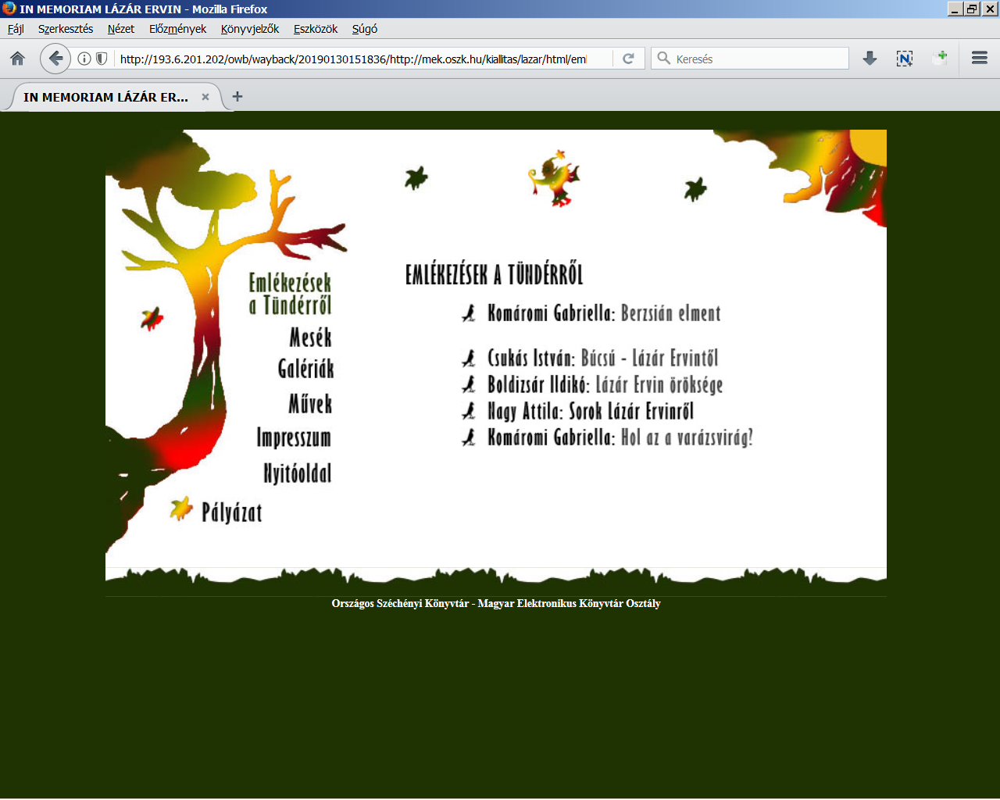 IN MEMORIAM LÁZÁR ERVIN - Mozilla Firefox
Fájl Szerkesztés Nézet Előzmények Könyvjelzők Eszközök Súgó
http://193.6.201.202/owb/wayback/20190130151836/http://mek.oszk.hu/kiallitas/lazar/html/eml
Keresés
IN MEMORIAM LÁZÁR ER...
Emlékezések
a Tündérről
Mesék
Galériák
Művek
Impresszum
Nyitóoldal
Pályázat
EMLÉKEZÉSEK A TÜNDÉRRŐL
Komáromi Gabriella: Berzsián elment
Csukás István: Búcsú - Lázár Ervintől
Boldizsár Ildikó: Lázár Ervin öröksége
Nagy Attila: Sorok Lázár Ervinről
Komáromi Gabriella: Hol az a varázsvirág?
Országos Széchényi Könyvtár - Magyar Elektronikus Könyvtár Osztály